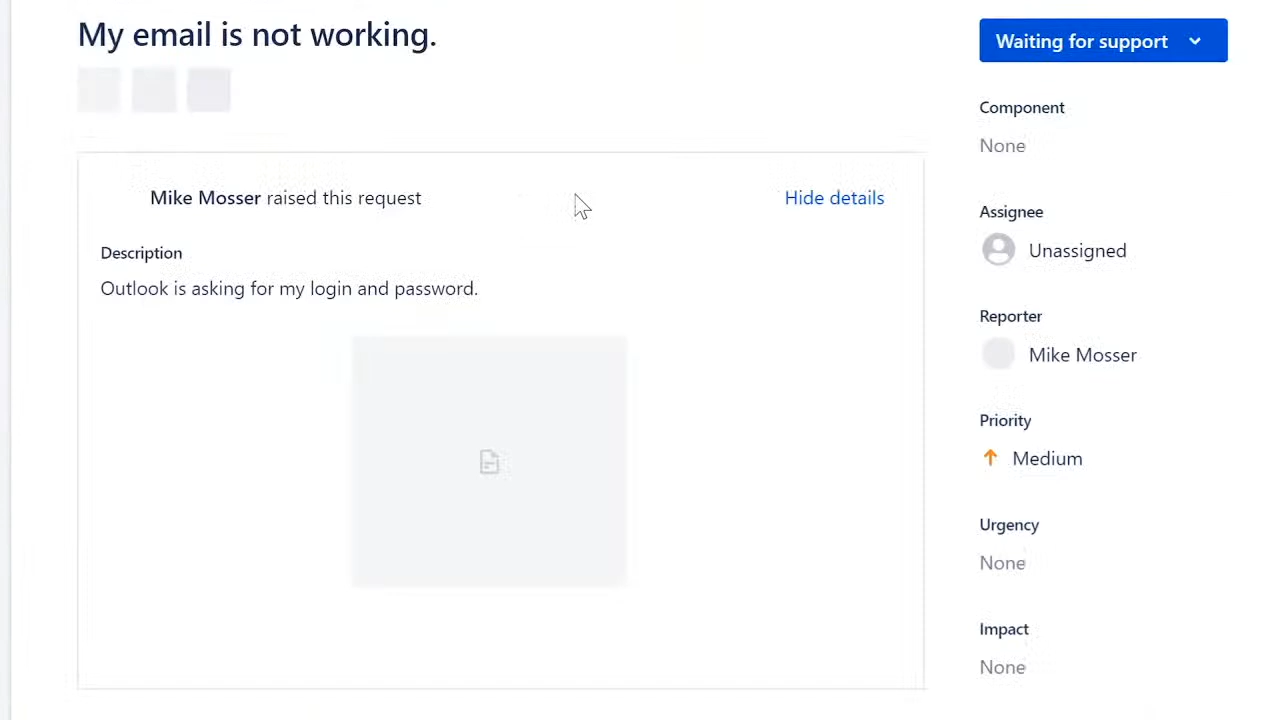 My email is not working.
Waiting for support
Mike Mosser raised this request
Hide details
Description
Outlook is asking for my login and password.
Component
None
Assignee
Unassigned
Reporter
Mike Mosser
Priority
Medium
Urgency
None
Impact
None